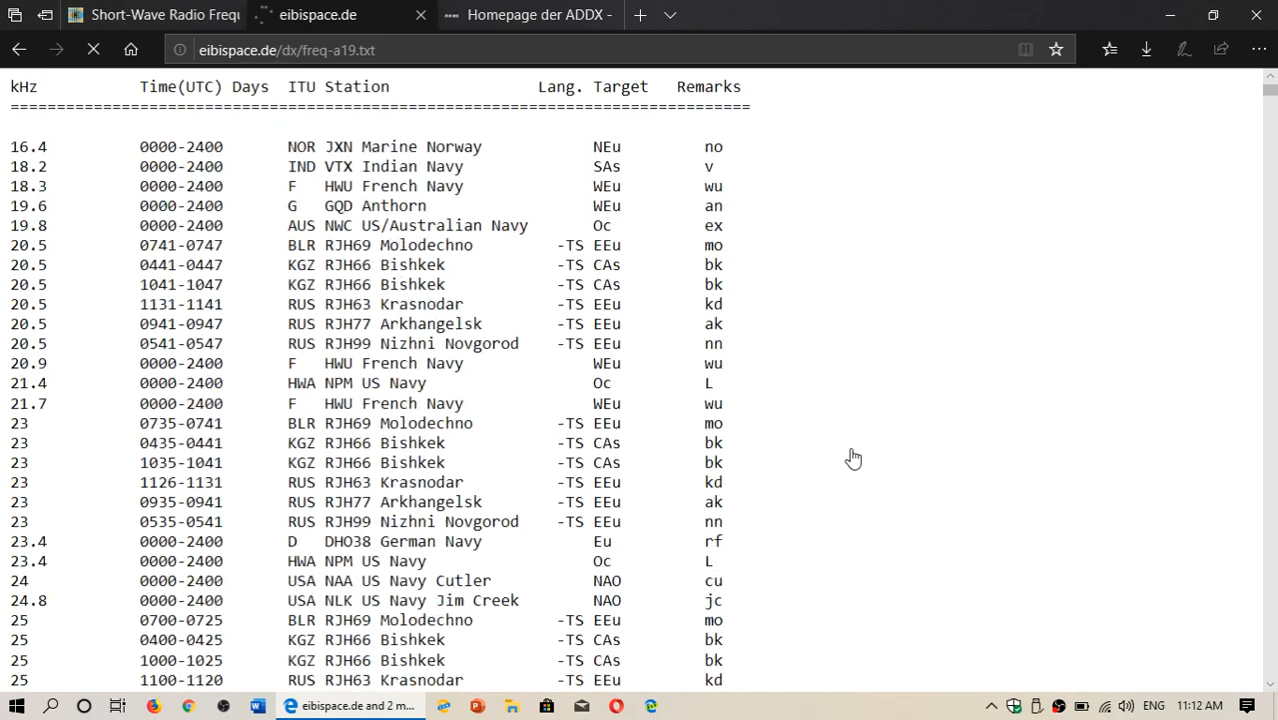 Short-Wave Radio Frequ
eibispace.de
Homepage der ADDX -
eibispace.de/dx/freq-a19.txt
kHz Time(UTC) Days ITU Station Lang. Target Remarks
===============================================================================
16.4 0000-2400 NOR JXN Marine Norway NEu no
18.2 0000-2400 IND VTX Indian Navy SAs v
18.3 0000-2400 F HWU French Navy WEu wu
19.6 0000-2400 G GQD Anthorn WEu an
19.8 0000-2400 AUS NWC US/Australian Navy Oc ex
20.5 0741-0747 BLR RJH69 Molodechno -TS EEu mo
20.5 0441-0447 KGZ RJH66 Bishkek -TS CAs bk
20.5 1041-1047 KGZ RJH66 Bishkek -TS CAs bk
20.5 1131-1141 RUS RJH63 Krasnodar -TS EEu kd
20.5 0941-0947 RUS RJH77 Arkhangelsk -TS EEu ak
20.5 0541-0547 RUS RJH99 Nizhni Novgorod -TS EEu nn
20.9 0000-2400 F HWU French Navy WEu wu
21.4 0000-2400 HWA NPM US Navy Oc L
21.7 0000-2400 F HWU French Navy WEu wu
23 0735-0741 BLR RJH69 Molodechno -TS EEu mo
23 0435-0441 KGZ RJH66 Bishkek -TS CAs bk
23 1035-1041 KGZ RJH66 Bishkek -TS CAs bk
23 1126-1131 RUS RJH63 Krasnodar -TS EEu kd
23 0935-0941 RUS RJH77 Arkhangelsk -TS EEu ak
23 0535-0541 RUS RJH99 Nizhni Novgorod -TS EEu nn
23.4 0000-2400 D DHO38 German Navy Eu rf
23.4 0000-2400 HWA NPM US Navy Oc L
24 0000-2400 USA NAA US Navy Cutler NAO cu
24.8 0000-2400 USA NLK US Navy Jim Creek NAO jc
25 0700-0725 BLR RJH69 Molodechno -TS EEu mo
25 0400-0425 KGZ RJH66 Bishkek -TS CAs bk
25 1000-1025 KGZ RJH66 Bishkek -TS CAs bk
25 1100-1120 RUS RJH63 Krasnodar -TS EEu kd
eibispace.de and 2 m...
ENG 11:12 AM